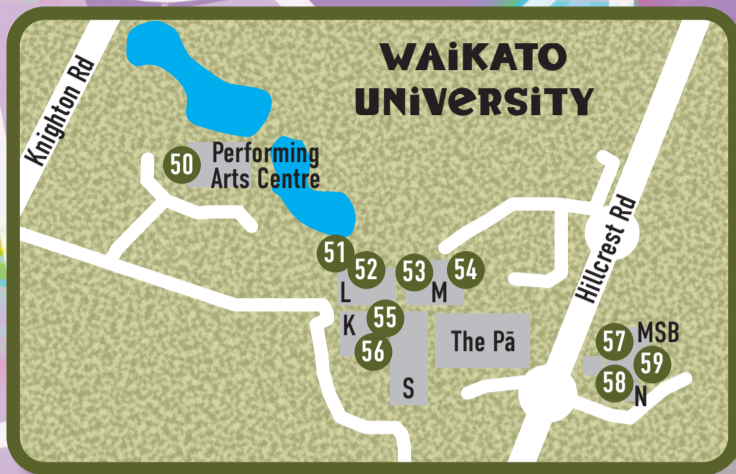 WAiKATO
UNiVeRSiTY
Knighton Rd
50
Performing
Arts Centre
Hillcrest Rd
51
52
53
54
L
M
K
55
56
The Pā
S
57
MSB
59
58
N